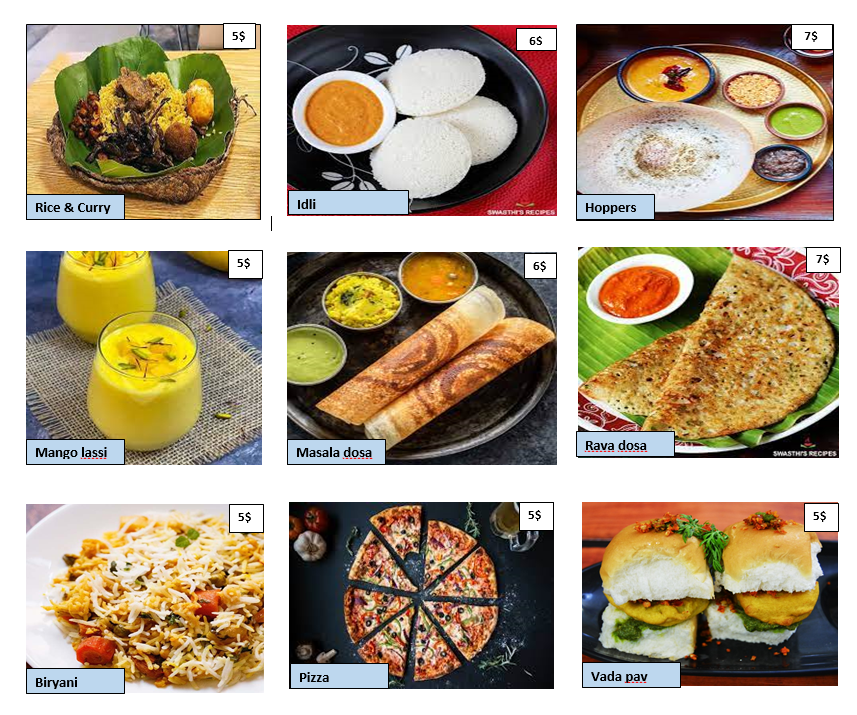 5$
6$
7$
Rice & Curry
Idli
SWASTHI'S RECIPES
Hoppers
5$
6$
7$
Mango lassi
Masala dosa
Rava dosa
SWASTHI'S RECIPES
5$
5$
5$
Biryani
Pizza
Vada pav